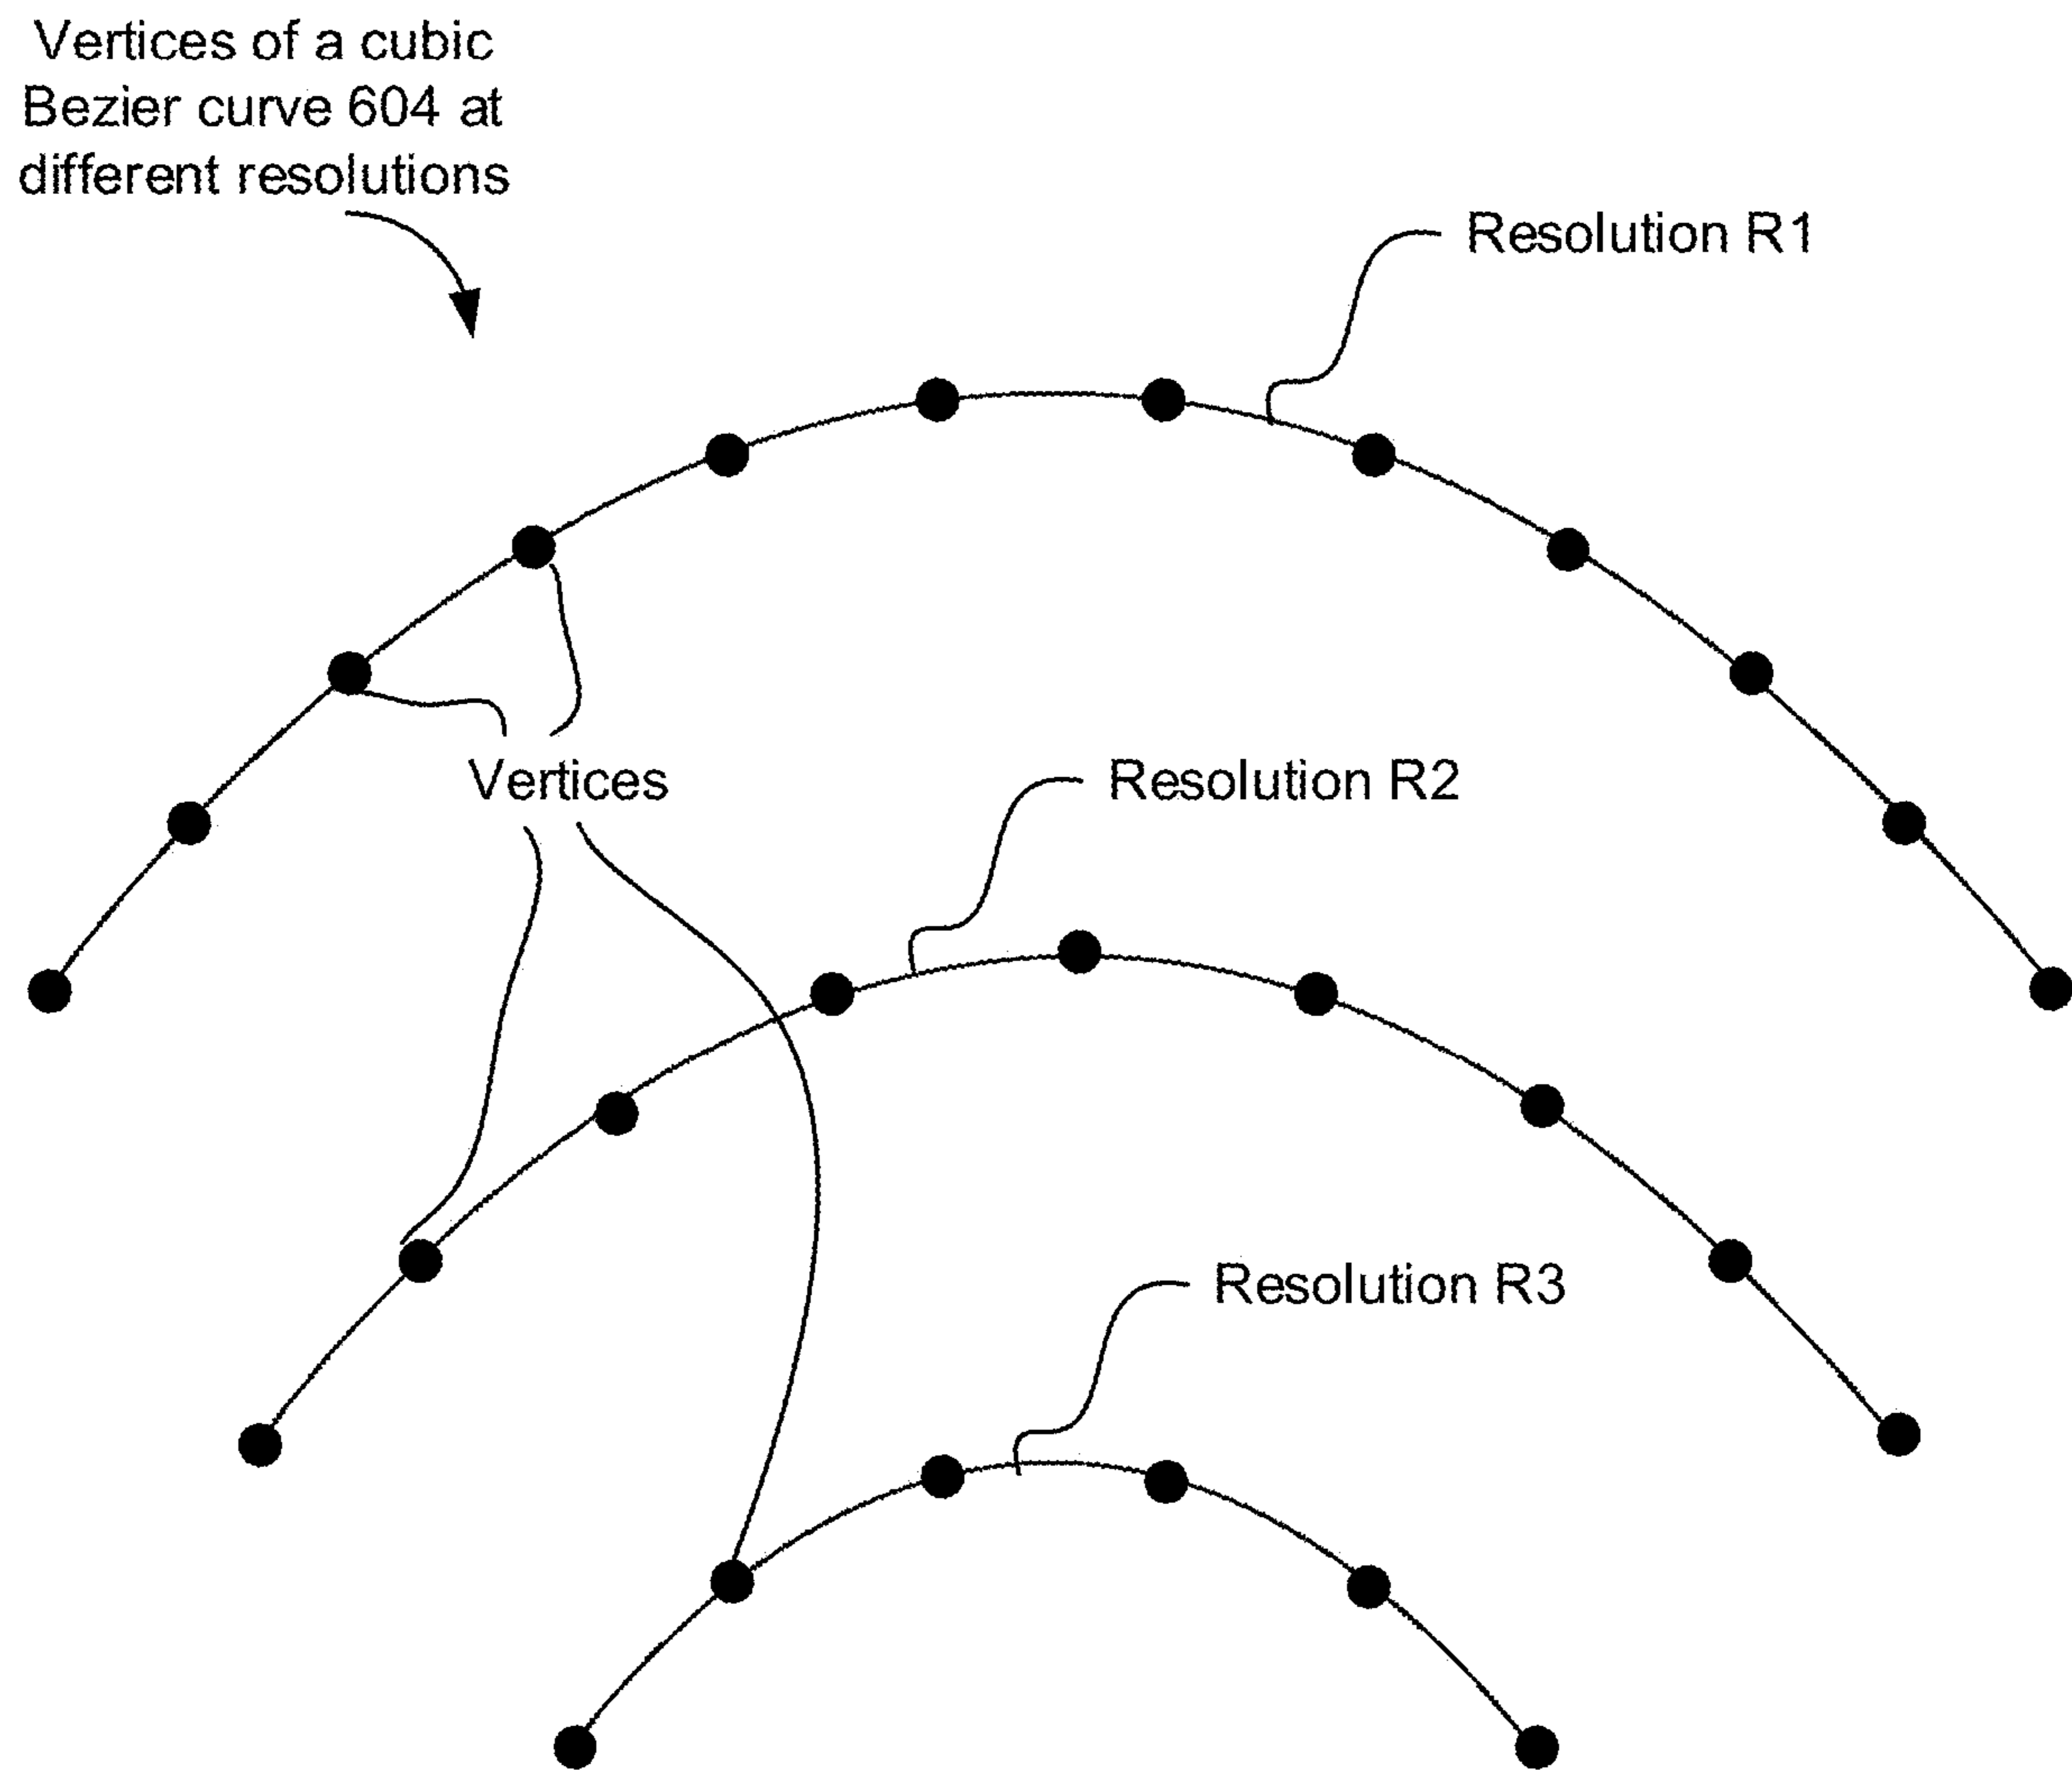 Vertices of a cubic
Bezier curve 604 at
different resolutions
Resolution R1
Vertices
Resolution R2
Resolution R3